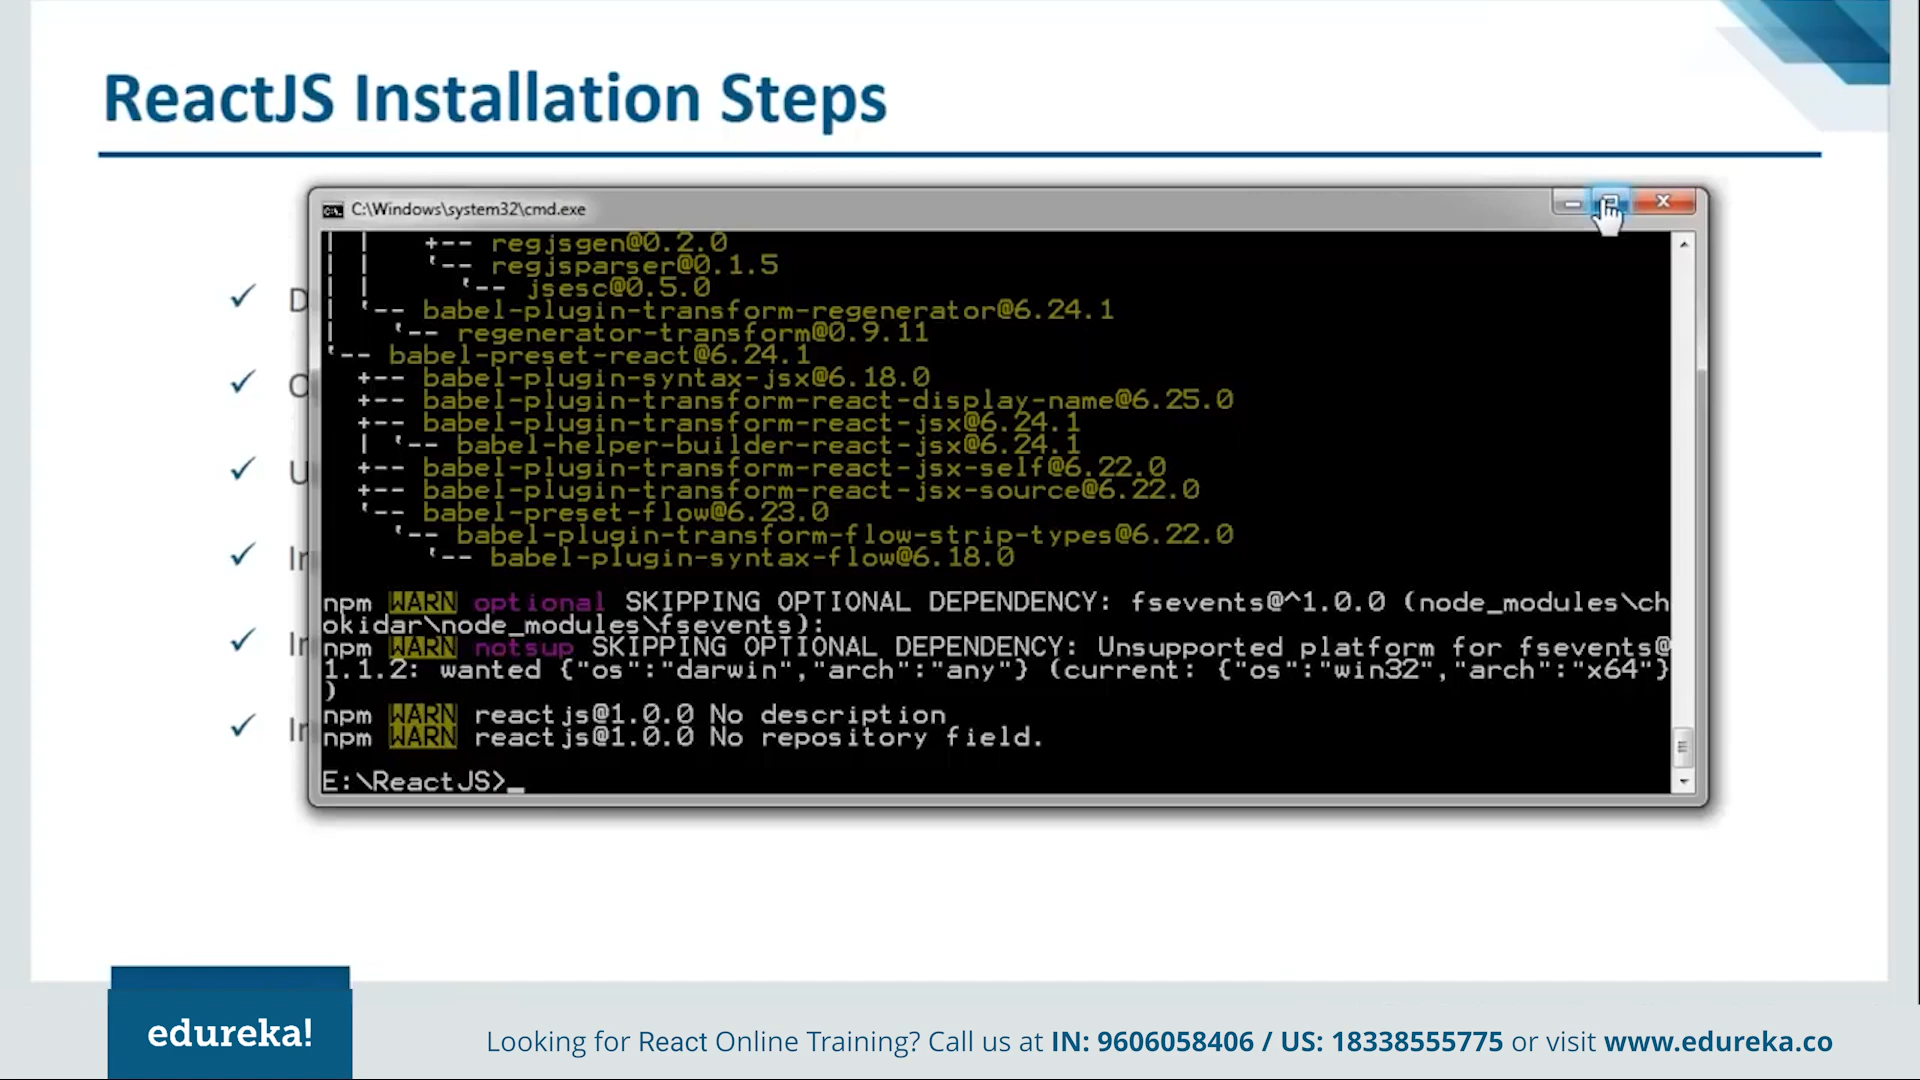 ReactJS Installation Steps
C:\Windows\system32\cmd.exe
| | +-- regjsgen@0.2.0
| | '-- regjsparser@0.1.5
| | '-- jsesc@0.5.0
| '-- babel-plugin-transform-regenerator@6.24.1
| '-- regenerator-transform@0.9.11
'-- babel-preset-react@6.24.1
+-- babel-plugin-syntax-jsx@6.18.0
+-- babel-plugin-transform-react-display-name@6.25.0
+-- babel-plugin-transform-react-jsx@6.24.1
| '-- babel-helper-builder-react-jsx@6.24.1
+-- babel-plugin-transform-react-jsx-self@6.22.0
+-- babel-plugin-transform-react-jsx-source@6.22.0
'-- babel-preset-flow@6.23.0
'-- babel-plugin-transform-flow-strip-types@6.22.0
'-- babel-plugin-syntax-flow@6.18.0
npm WARN optional SKIPPING OPTIONAL DEPENDENCY: fsevents@^1.0.0 (node_modules\ch
okidar\node_modules\fsevents):
npm WARN notsup SKIPPING OPTIONAL DEPENDENCY: Unsupported platform for fsevents@
1.1.2: wanted {"os":"darwin","arch":"any"} (current: {"os":"win32","arch":"x64"}
)
npm WARN reactjs@1.0.0 No description
npm WARN reactjs@1.0.0 No repository field.
E:\ReactJS>_
edureka!
Looking for React Online Training? Call us at IN: 9606058406 / US: 18338555775 or visit www.edureka.co